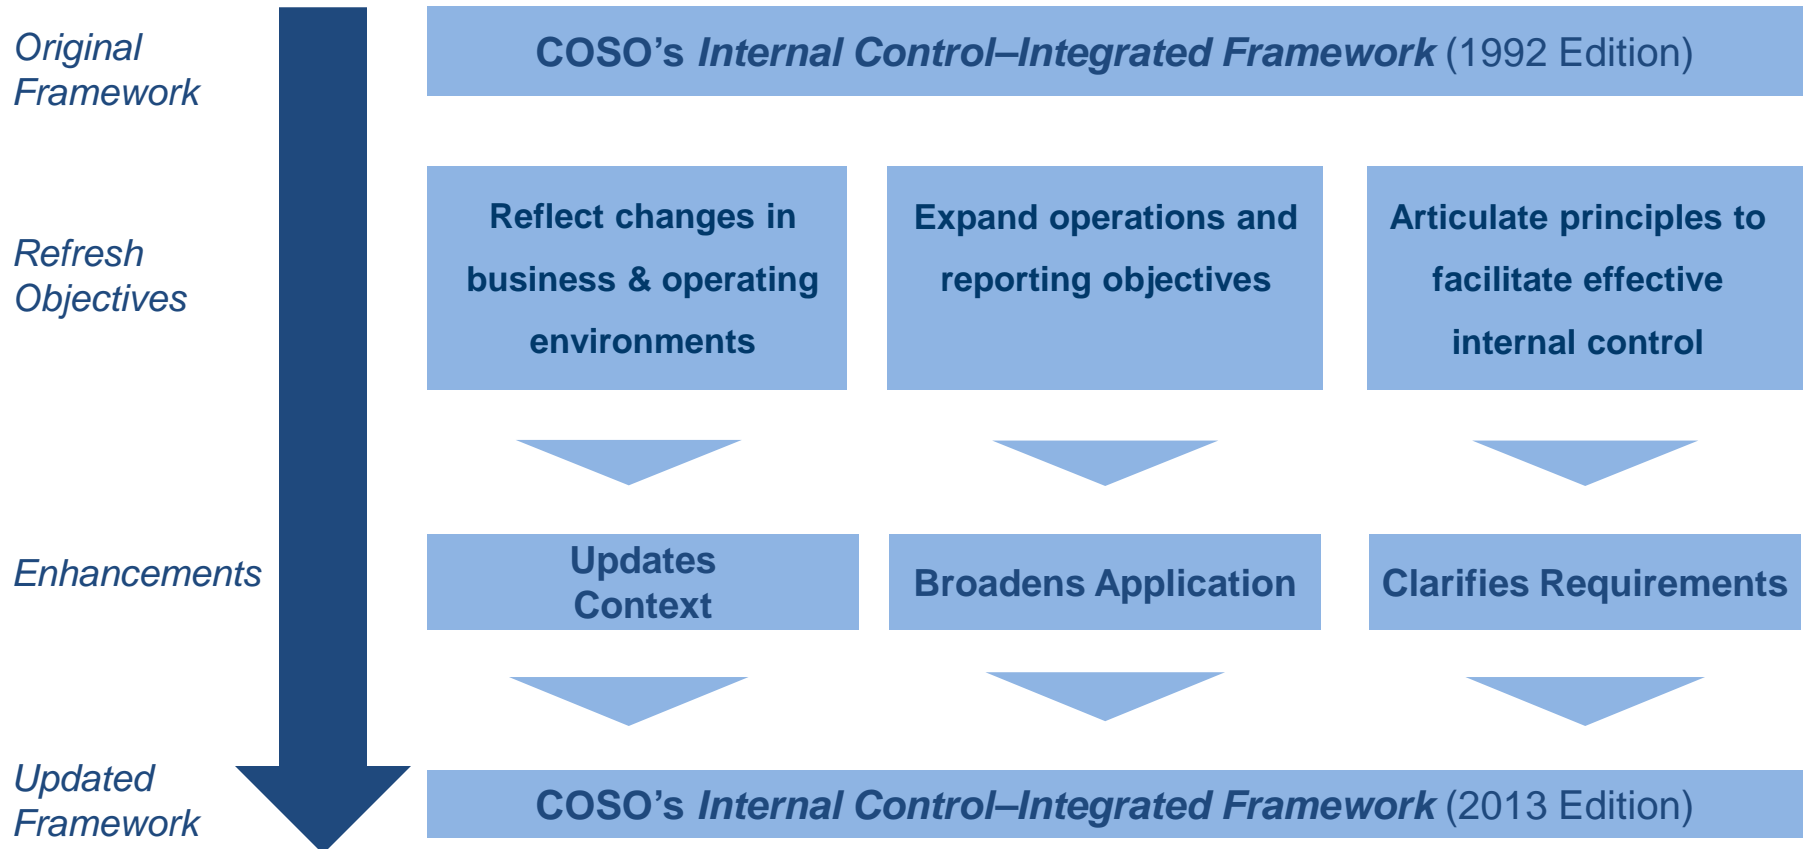 Original
Framework
COSO’s Internal Control–Integrated Framework (1992 Edition)
Refresh
Objectives
Reflect changes in
business & operating
environments
Expand operations and
reporting objectives
Articulate principles to
facilitate effective
internal control
Enhancements
Updates
Context
Broadens Application
Clarifies Requirements
Updated
Framework
COSO’s Internal Control–Integrated Framework (2013 Edition)